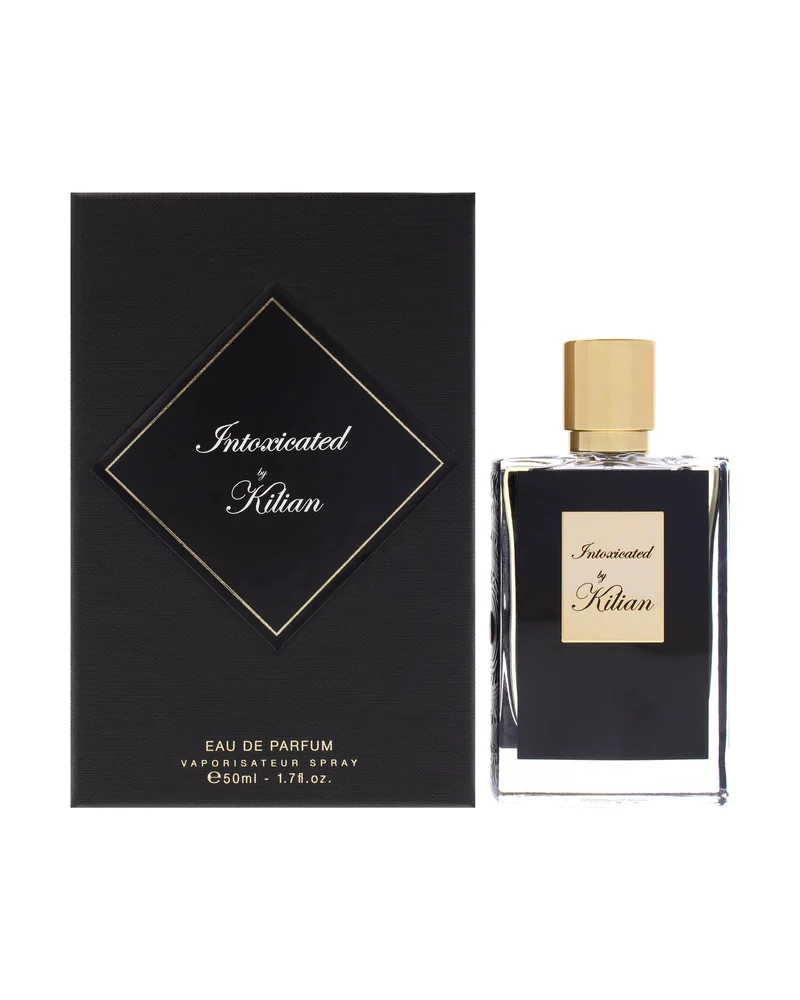 Intoxicated
by
Kilian
EAU DE PARFUM
VAPORISATEUR SPRAY
℮50ml - 1.7fl.oz.
Intoxicated
by
Kilian